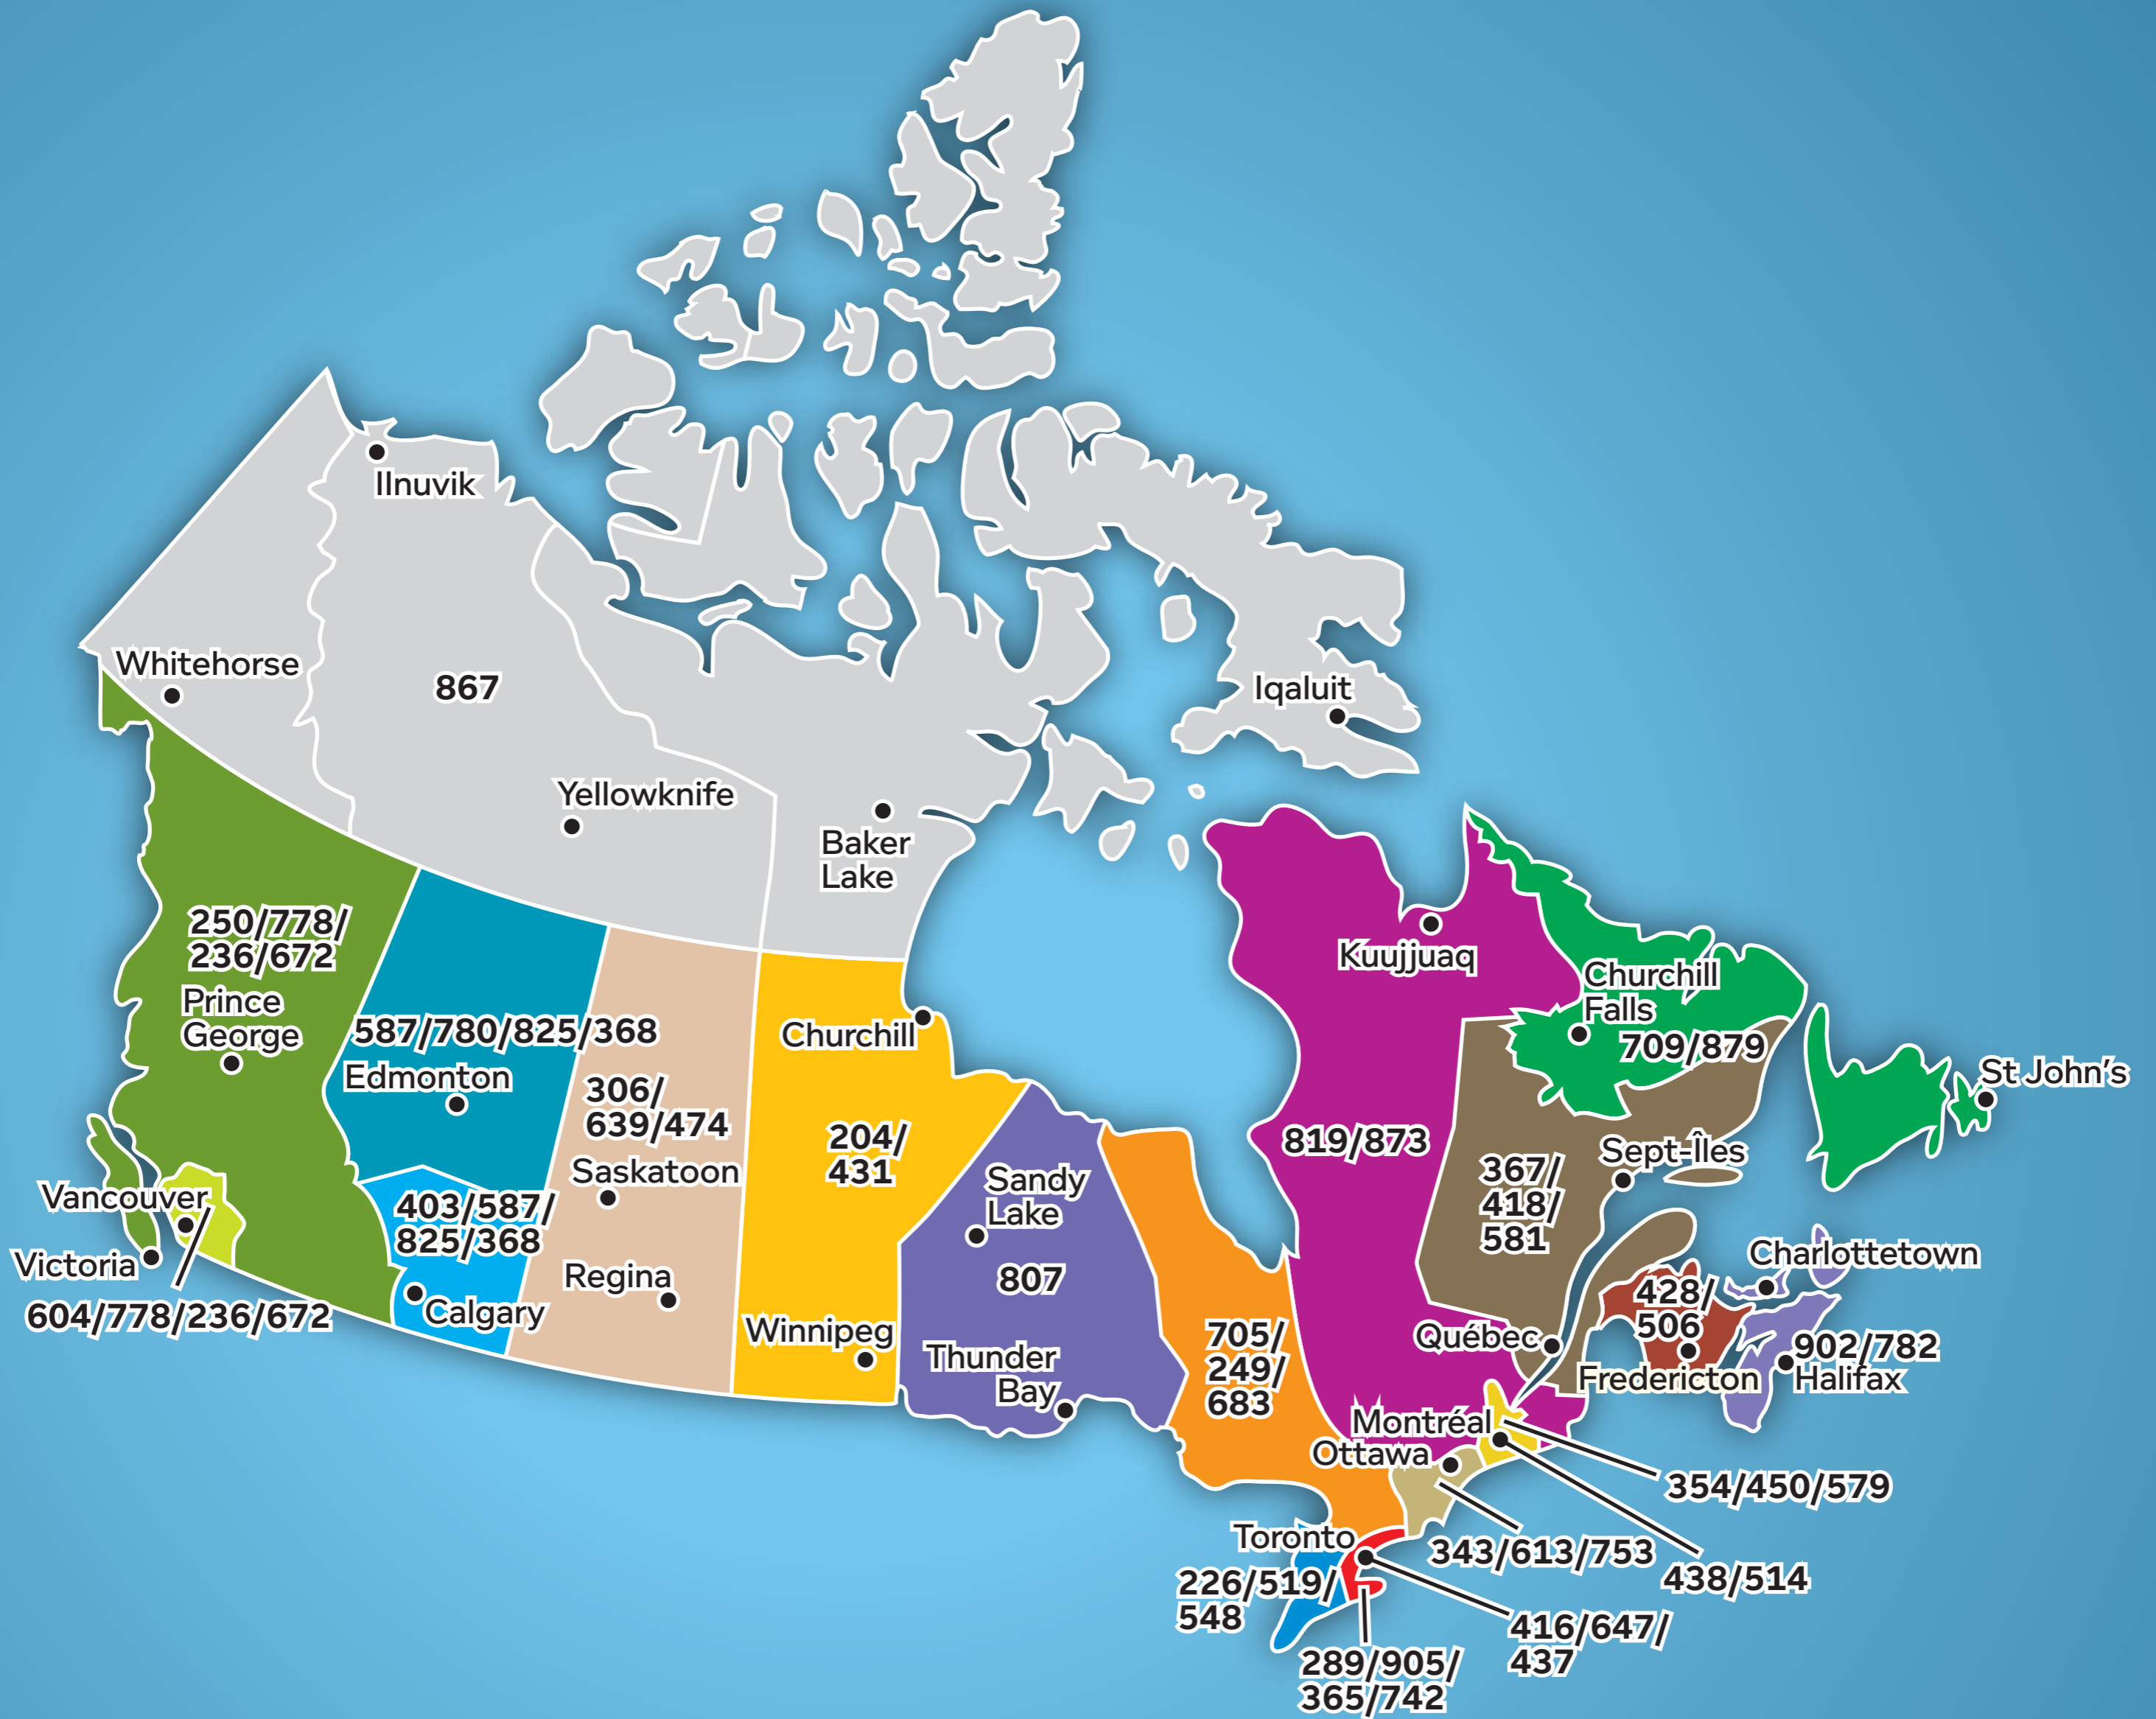 IInuvik
Whitehorse
867
Iqaluit
Yellowknife
Baker
Lake
250/778/
236/672
Prince
George
587/780/825/368
Edmonton
306/
639/474
Saskatoon
Churchill
204/
431
Kuujjuaq
Churchill
Falls
709/879
St John's
819/873
367/
418/
581
Sept-Îles
Vancouver
Victoria
604/778/236/672
403/587/
825/368
Calgary
Regina
Winnipeg
Sandy
Lake
807
Thunder
Bay
705/
249/
683
Québec
428/
506
Fredericton
Charlottetown
902/782
Halifax
Montréal
Ottawa
354/450/579
343/613/753
438/514
Toronto
226/519/
548
416/647/
437
289/905/
365/742